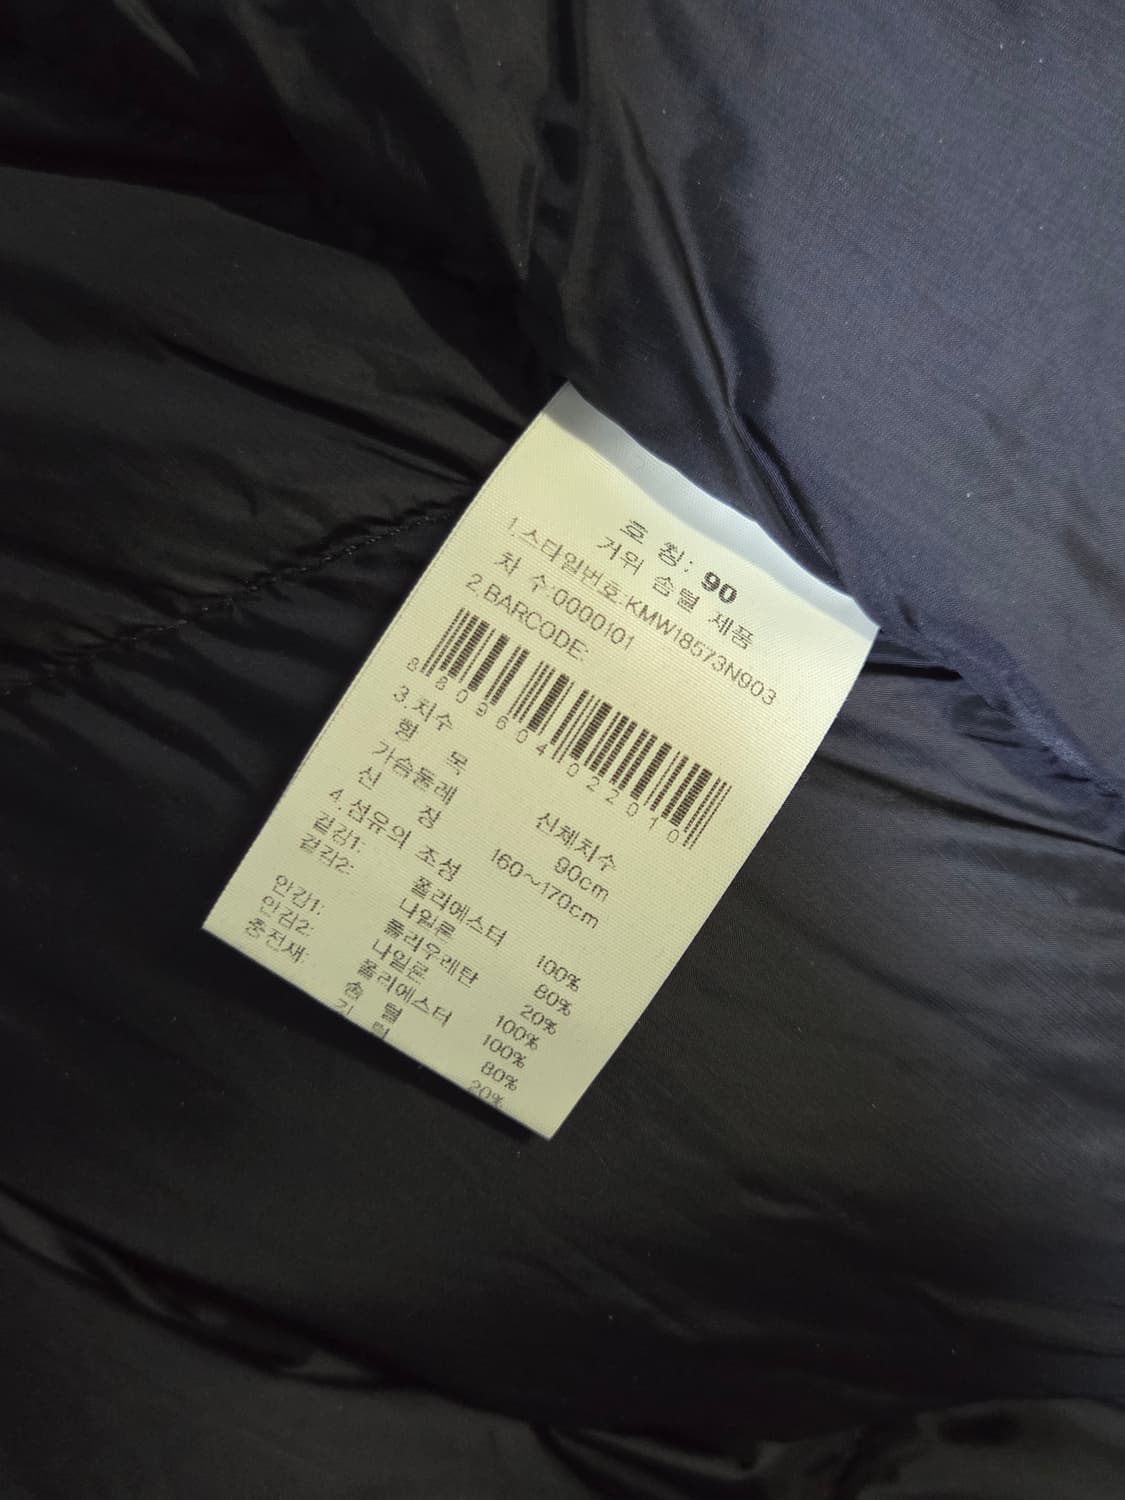 호 칭: 90
거위 솜털 제품
1.스타일번호:KMW18573N903
차 수:0000101
2.BARCODE:
8 809604 022010
3.치수
항 목 신체치수
가슴둘레 90cm
신 장 160~170cm
4.섬유의 조성
겉감1: 폴리에스터 100%
겉감2: 나일론 80%
폴리우레탄 20%
안감1: 나일론 100%
안감2: 폴리에스터 100%
충전재: 솜 털 80%
깃 털 20%